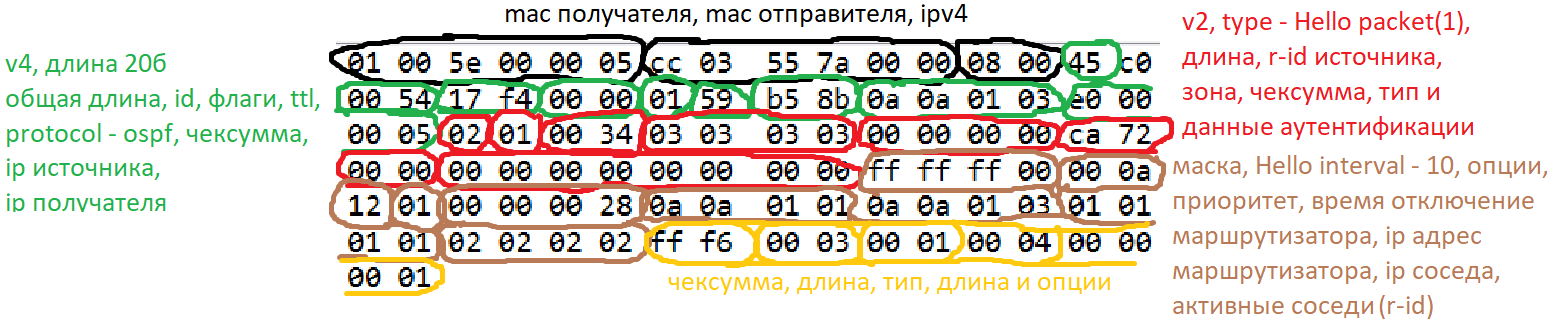 mac получателя, mac отправителя, ipv4
v4, длина 20б
общая длина, id, флаги, ttl,
protocol - ospf, чексумма,
ip источника,
ip получателя
01 00 5e 00 00 05 cc 03 55 7a 00 00 08 00 45 c0
00 54 17 f4 00 00 01 59 b5 8b 0a 0a 01 03 e0 00
00 05 02 01 00 34 03 03 03 03 00 00 00 00 ca 72
00 00 00 00 00 00 00 00 00 00 ff ff ff 00 00 0a
12 01 00 00 00 28 0a 0a 01 01 0a 0a 01 03 01 01
01 01 02 02 02 02 ff f6 00 03 00 01 00 04 00 00
00 01
v2, type - Hello packet(1),
длина, r-id источника,
зона, чексумма, тип и
данные аутентификации
маска, Hello interval - 10, опции,
приоритет, время отключение
маршрутизатора, ip адрес
маршрутизатора, ip соседа,
активные соседи (r-id)
чексумма, длина, тип, длина и опции